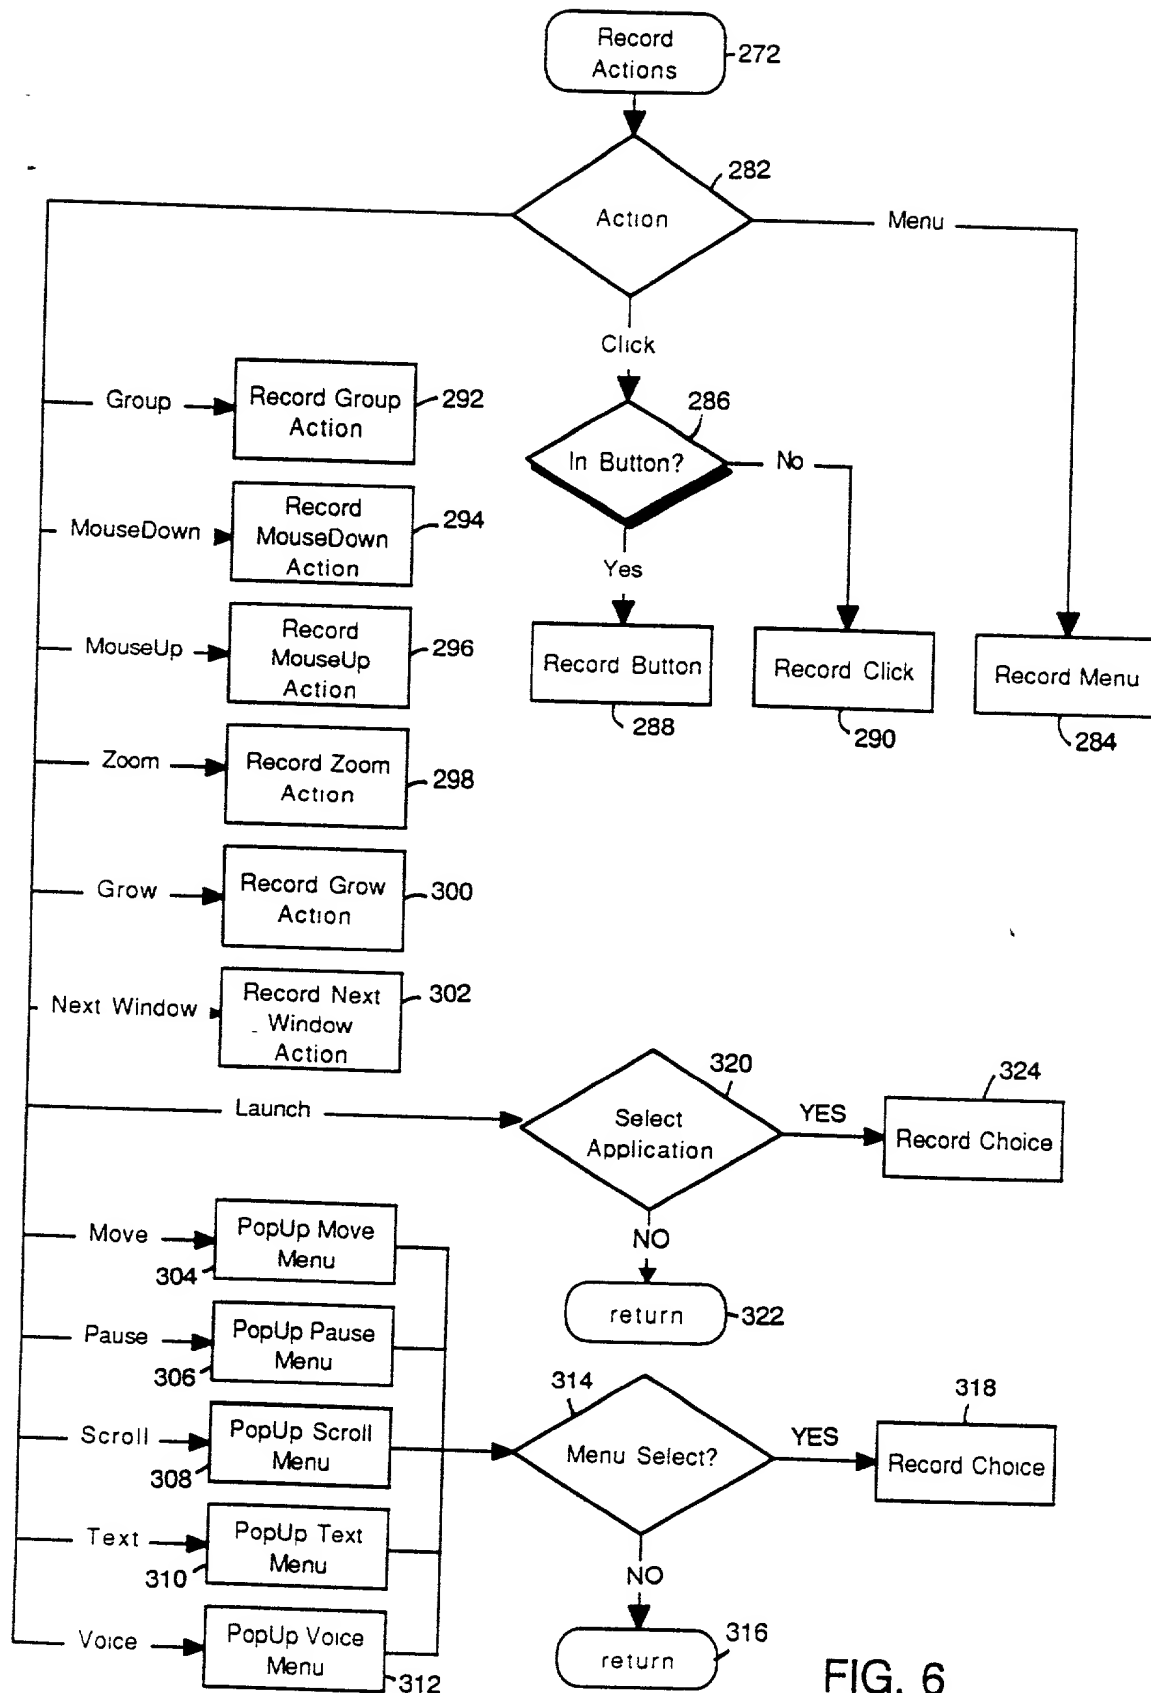 Record
Actions
272
282
Action
Menu
Click
Group
Record Group
Action
292
286
In Button?
No
MouseDown
Record
MouseDown
Action
294
Yes
MouseUp
Record
MouseUp
Action
296
Record Button
288
Record Click
290
Record Menu
284
Zoom
Record Zoom
Action
298
Grow
Record Grow
Action
300
Next Window
Record Next
Window
Action
302
Launch
320
Select
Application
YES
324
Record Choice
NO
return
322
Move
PopUp Move
Menu
304
Pause
PopUp Pause
Menu
306
Scroll
PopUp Scroll
Menu
308
314
Menu Select?
YES
318
Record Choice
Text
PopUp Text
Menu
310
NO
return
316
Voice
PopUp Voice
Menu
312
FIG. 6